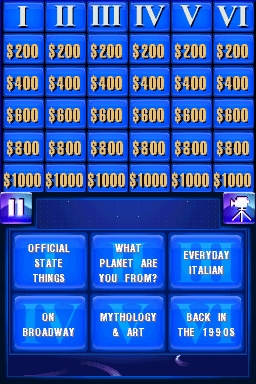 I II III IV V VI
$200 $200 $200 $200 $200 $200
$400 $400 $400 $400 $400 $400
$600 $600 $600 $600 $600 $600
$800 $800 $800 $800 $800 $800
$1000 $1000 $1000 $1000 $1000 $1000
OFFICIAL
STATE
THINGS
WHAT
PLANET ARE
YOU FROM?
EVERYDAY
ITALIAN
ON
BROADWAY
MYTHOLOGY
& ART
BACK IN
THE 1990S